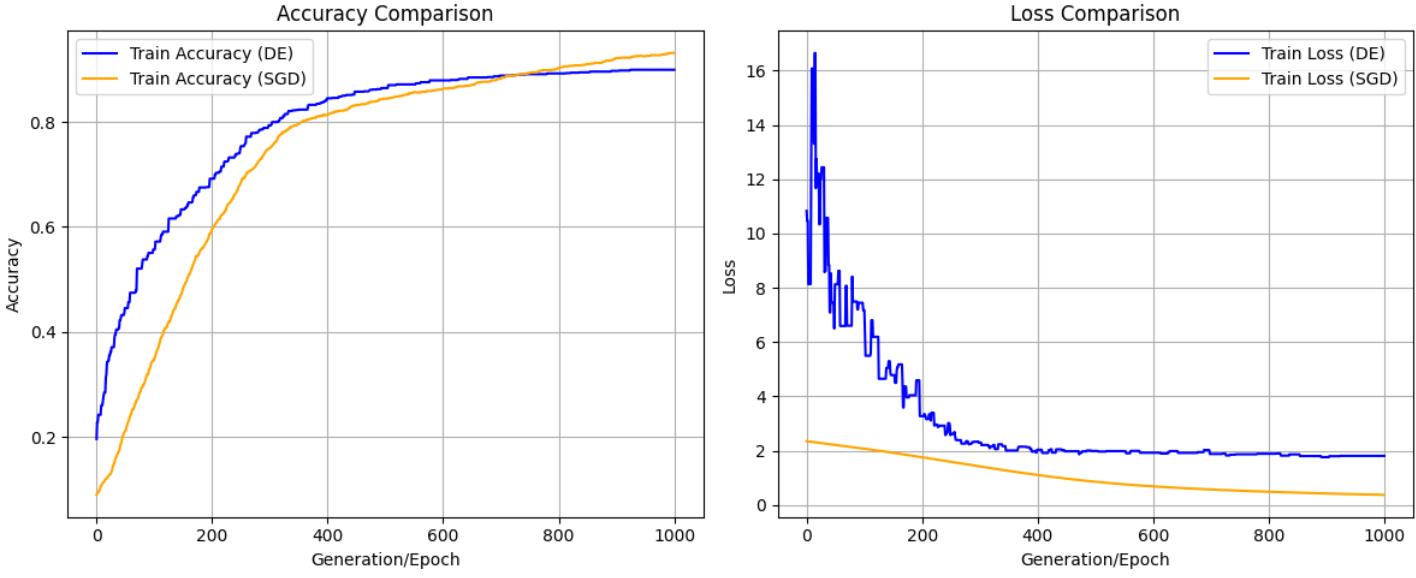 Accuracy Comparison
Train Accuracy (DE)
Train Accuracy (SGD)
Accuracy
0.8
0.6
0.4
0.2
0 200 400 600 800 1000
Generation/Epoch
Loss Comparison
Train Loss (DE)
Train Loss (SGD)
Loss
16
14
12
10
8
6
4
2
0
0 200 400 600 800 1000
Generation/Epoch